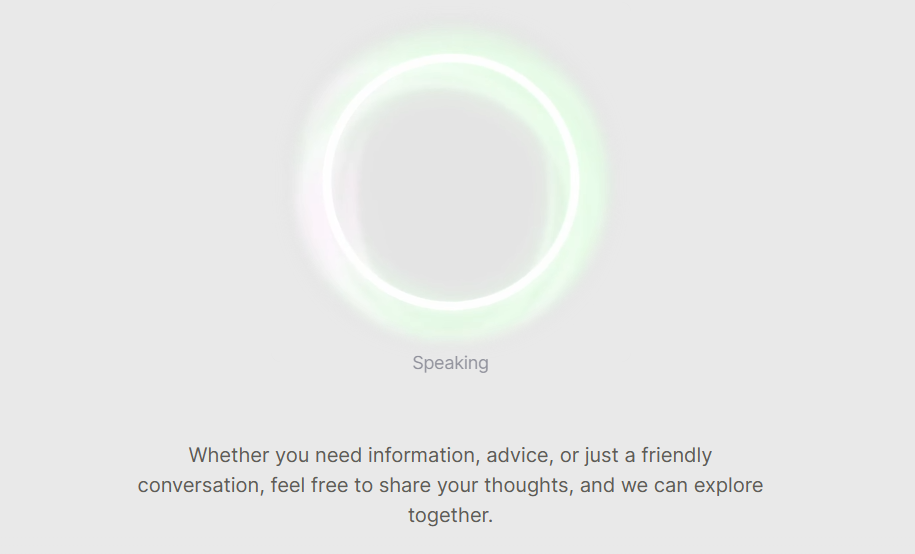 Speaking
Whether you need information, advice, or just a friendly
conversation, feel free to share your thoughts, and we can explore
together.